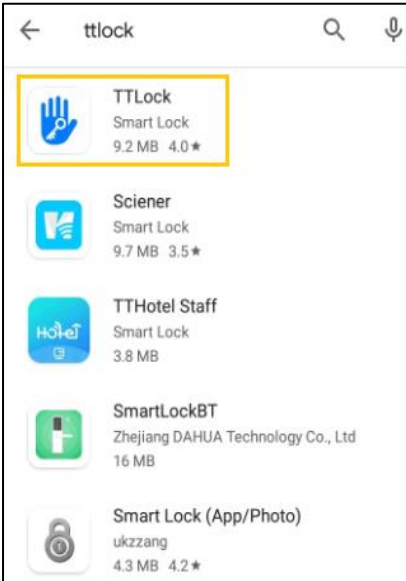 ttlock
TTLock
Smart Lock
9.2 MB 4.0★
Sciener
Smart Lock
9.7 MB 3.5★
HOtel
TTHotel Staff
Smart Lock
3.8 MB
SmartLockBT
Zhejiang DAHUA Technology Co., Ltd
16 MB
Smart Lock (App/Photo)
ukzzang
4.3 MB 4.2★